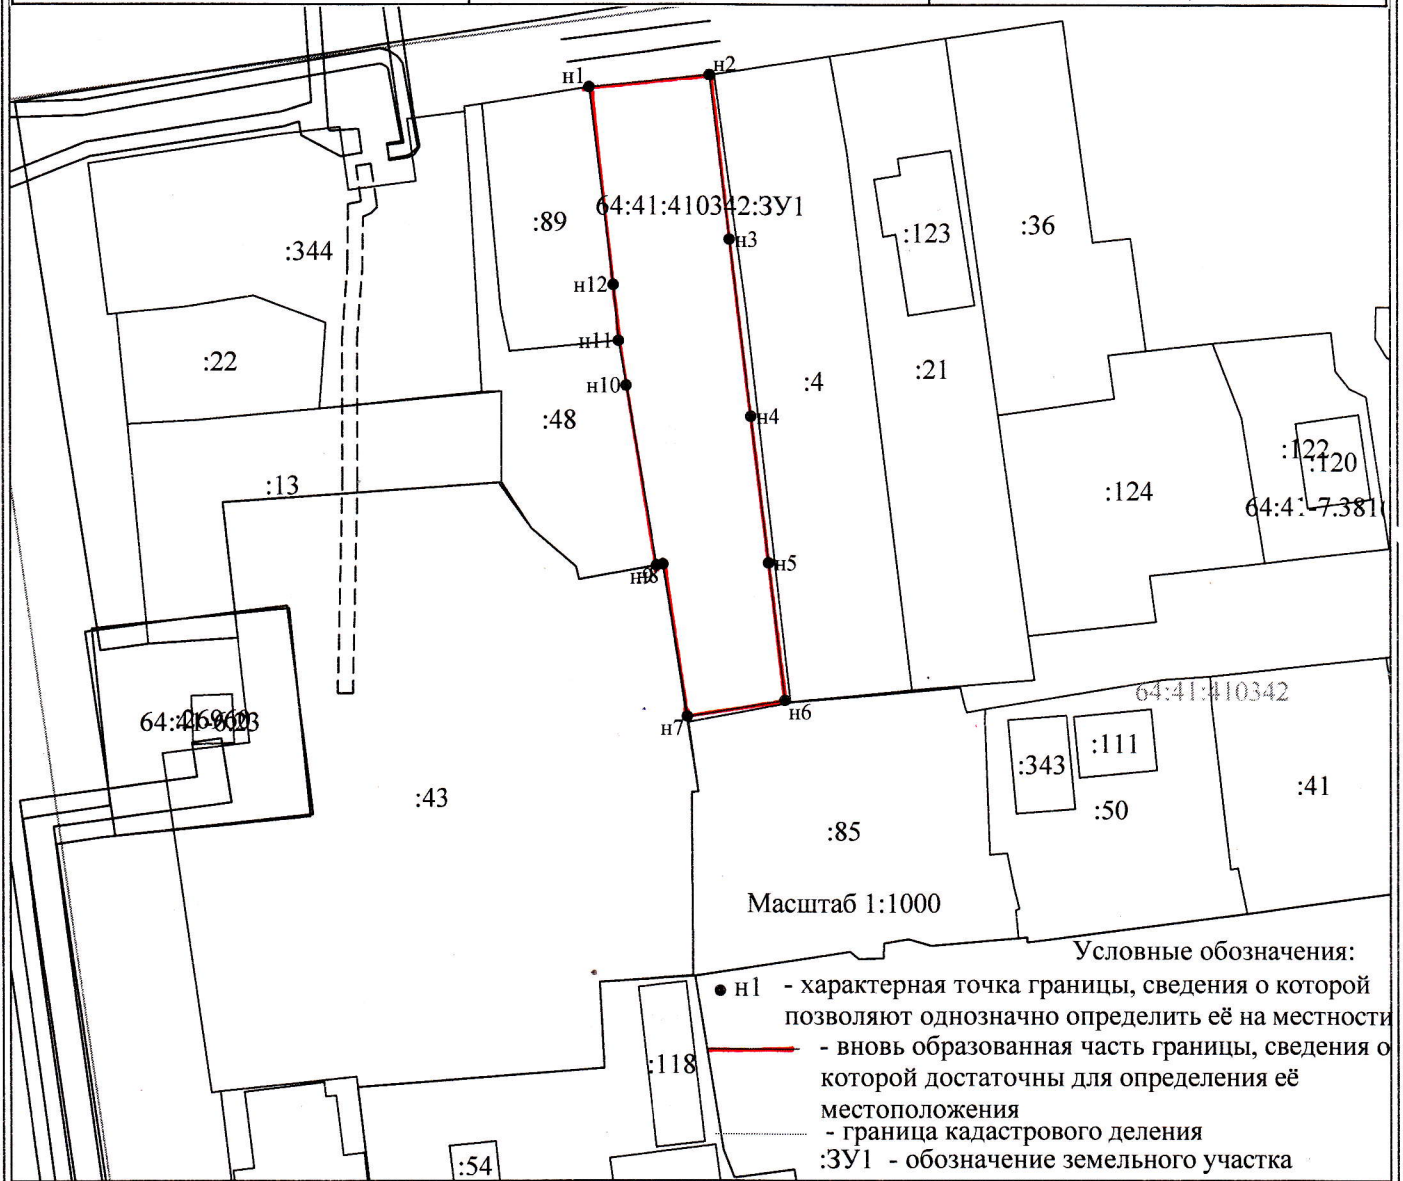 н1
н2
64:41:410342:ЗУ1
:89
:123
:36
:344
н3
н12
н11
:22
:4
:21
н10
:48
н4
:122
:120
:13
:124
н5
н8
64:41:410342
н6
н7
:343
:111
:43
:41
:50
:85
Масштаб 1:1000
Условные обозначения:
н1 - характерная точка границы, сведения о которой
позволяют однозначно определить её на местности
- вновь образованная часть границы, сведения о
которой достаточны для определения её
местоположения
:118
- граница кадастрового деления
:54
:ЗУ1 - обозначение земельного участка